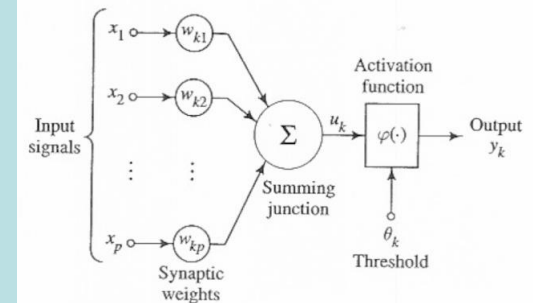 x1
wk1
x2
wk2
Input
signals
⋮
⋮
xp
wkp
Synaptic
weights
Σ
Summing
junction
uk
Activation
function
φ(·)
Output
yk
θk
Threshold